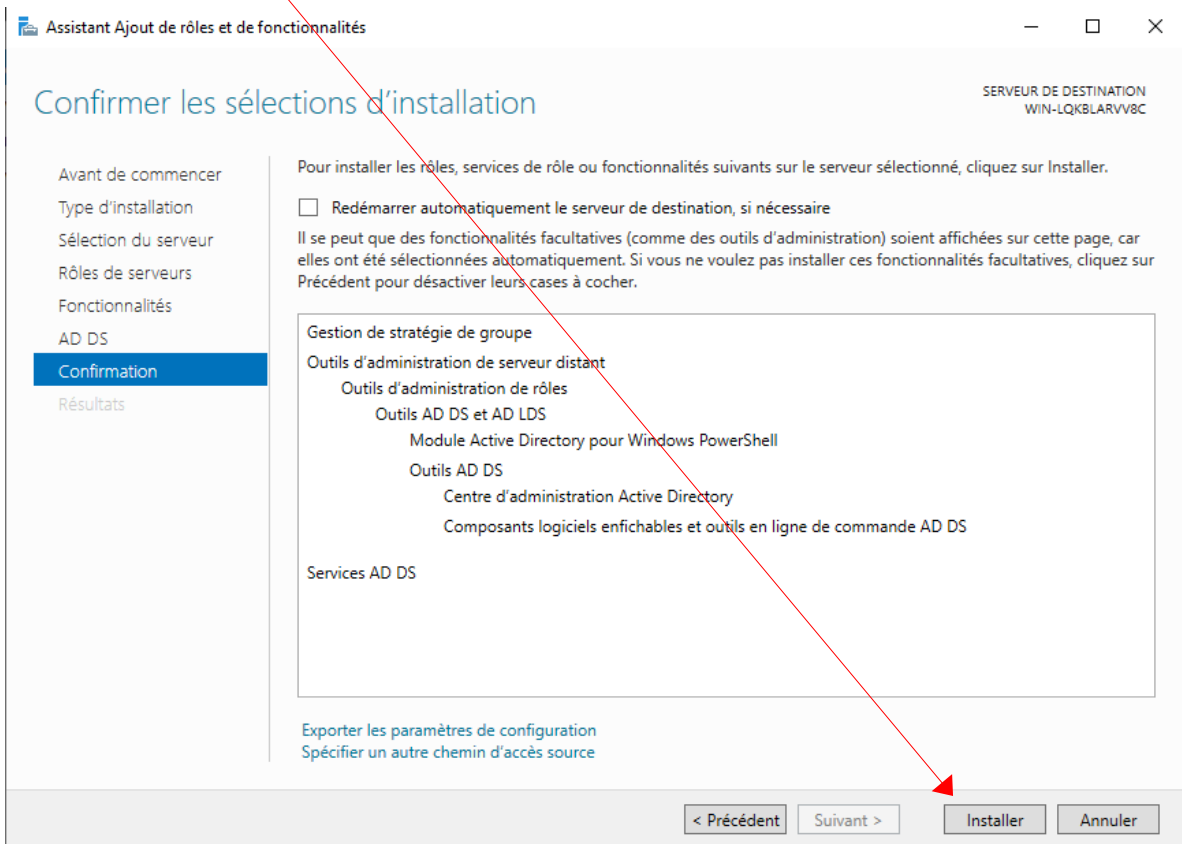 Assistant Ajout de rôles et de fonctionnalités
Confirmer les sélections d'installation
SERVEUR DE DESTINATION
WIN-LQKBLARVV8C
Avant de commencer
Type d'installation
Sélection du serveur
Rôles de serveurs
Fonctionnalités
AD DS
Confirmation
Résultats
Pour installer les rôles, services de rôle ou fonctionnalités suivants sur le serveur sélectionné, cliquez sur Installer.
Redémarrer automatiquement le serveur de destination, si nécessaire
Il se peut que des fonctionnalités facultatives (comme des outils d'administration) soient affichées sur cette page, car
elles ont été sélectionnées automatiquement. Si vous ne voulez pas installer ces fonctionnalités facultatives, cliquez sur
Précédent pour désactiver leurs cases à cocher.
Gestion de stratégie de groupe
Outils d'administration de serveur distant
Outils d'administration de rôles
Outils AD DS et AD LDS
Module Active Directory pour Windows PowerShell
Outils AD DS
Centre d'administration Active Directory
Composants logiciels enfichables et outils en ligne de commande AD DS
Services AD DS
Exporter les paramètres de configuration
Spécifier un autre chemin d'accès source
< Précédent
Suivant >
Installer
Annuler